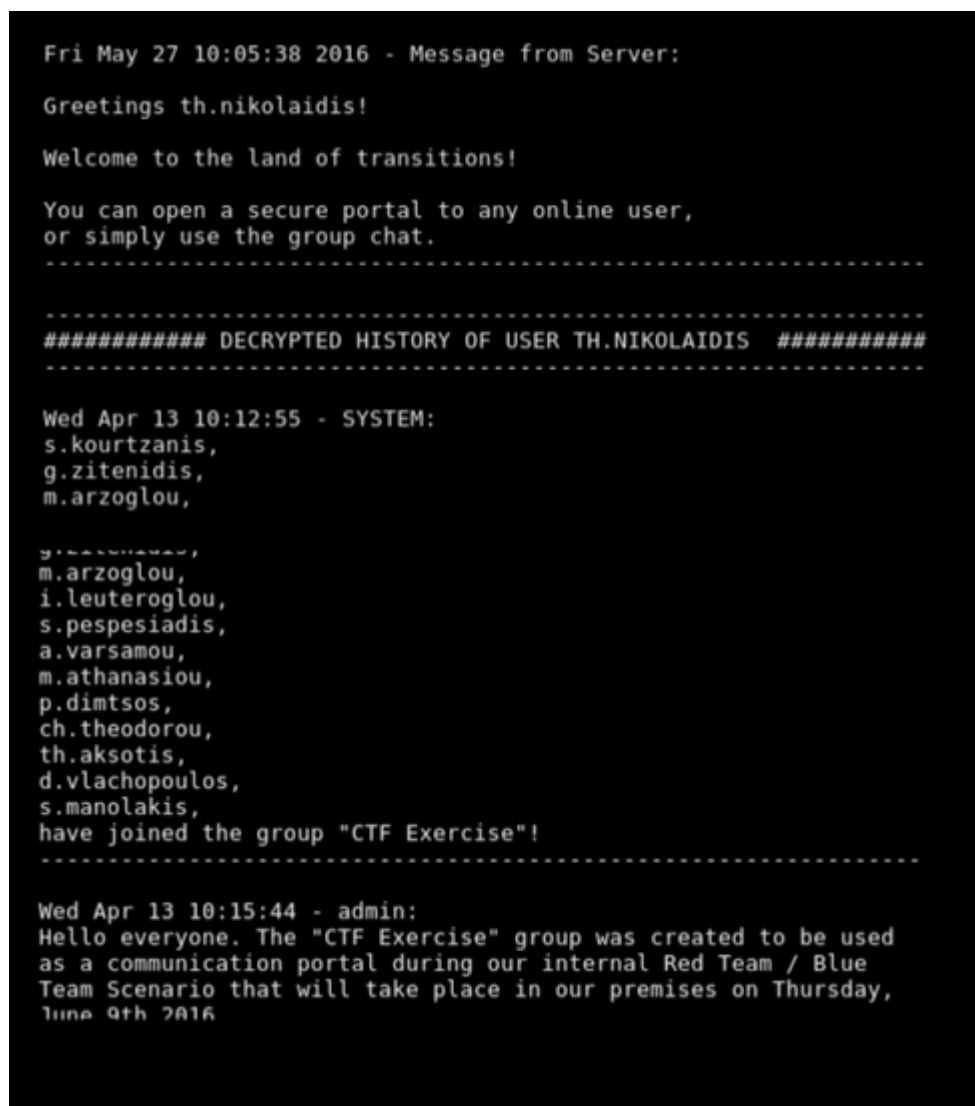 Fri May 27 10:05:38 2016 - Message from Server:
Greetings th.nikolaidis!
Welcome to the land of transitions!
You can open a secure portal to any online user,
or simply use the group chat.
-----------------------------------------------------------------
-----------------------------------------------------------------
############ DECRYPTED HISTORY OF USER TH.NIKOLAIDIS  ###########
-----------------------------------------------------------------
Wed Apr 13 10:12:55 - SYSTEM:
s.kourtzanis,
g.zitenidis,
m.arzoglou,
g.zitenidis,
m.arzoglou,
i.leuteroglou,
s.pespesiadis,
a.varsamou,
m.athanasiou,
p.dimtsos,
ch.theodorou,
th.aksotis,
d.vlachopoulos,
s.manolakis,
have joined the group "CTF Exercise"!
-----------------------------------------------------------------
Wed Apr 13 10:15:44 - admin:
Hello everyone. The "CTF Exercise" group was created to be used
as a communication portal during our internal Red Team / Blue
Team Scenario that will take place in our premises on Thursday,
June 9th 2016